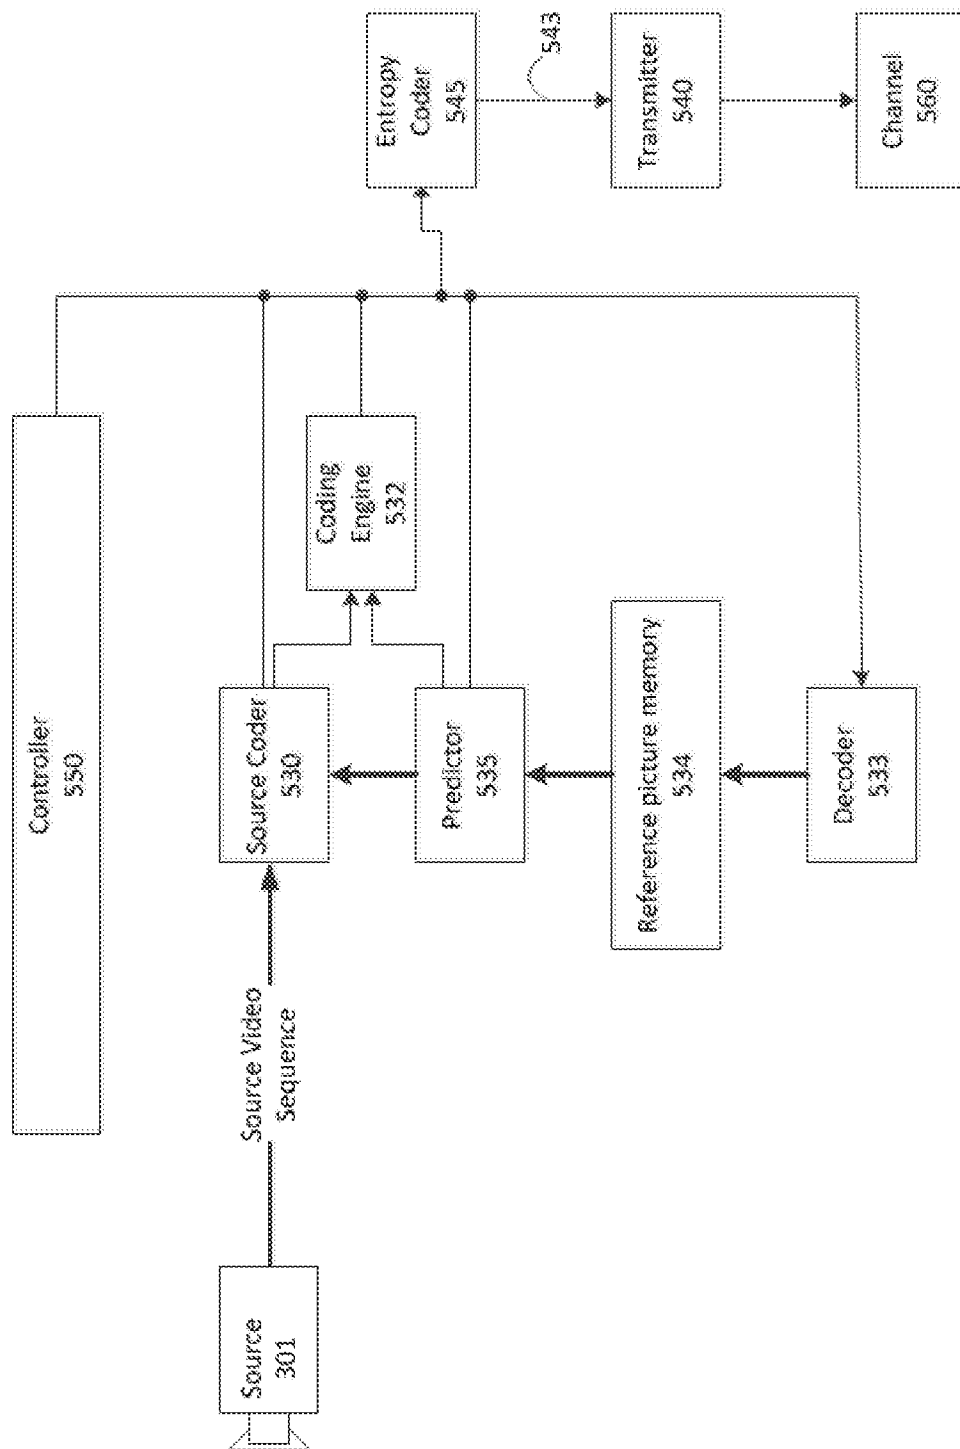 Controller
550
Source
301
Source Video
Sequence
Source Coder
530
Coding
Engine
532
Predictor
535
Reference picture memory
534
Decoder
533
Entropy
Coder
545
543
Transmitter
540
Channel
560